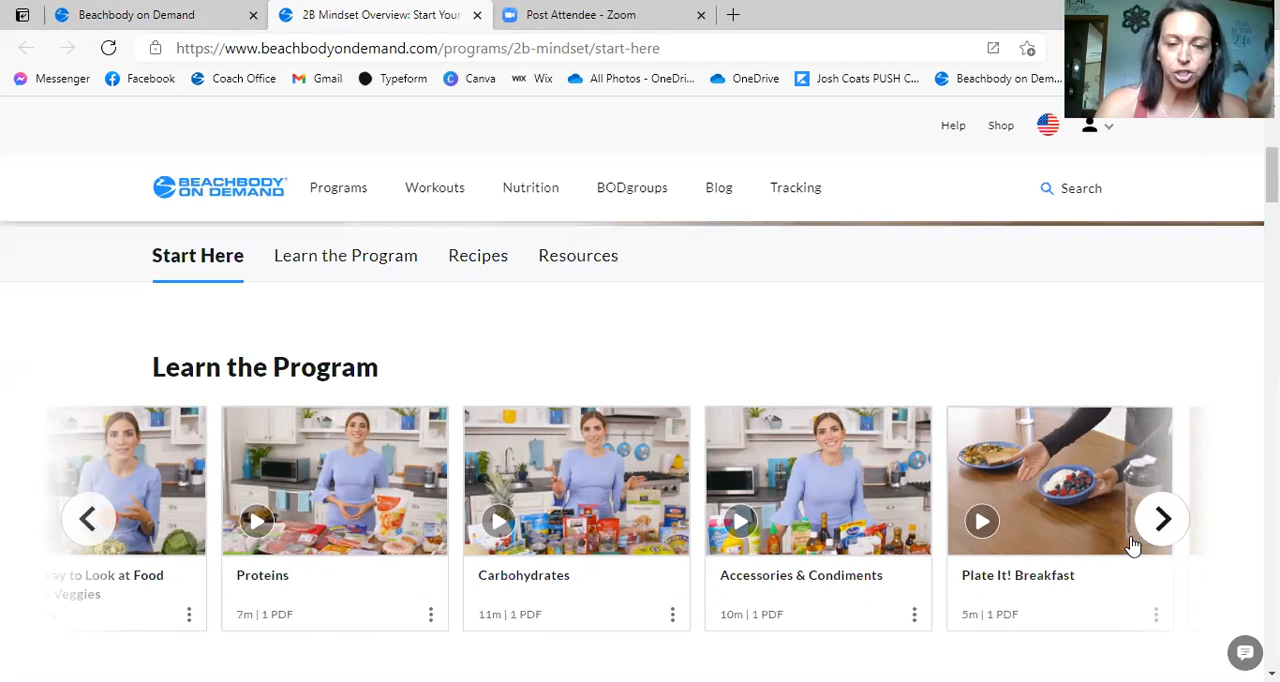 Beachbody on Demand
2B Mindset Overview: Start Your
Post Attendee - Zoom
https://www.beachbodyondemand.com/programs/2b-mindset/start-here
Messenger
Facebook
Coach Office
Gmail
Typeform
Canva
WiX Wix
All Photos - OneDri...
OneDrive
Josh Coats PUSH C...
Beachbody on Dem...
Help
Shop
BEACHBODY
ON DEMAND
Programs
Workouts
Nutrition
BODgroups
Blog
Tracking
Search
Start Here
Learn the Program
Recipes
Resources
Learn the Program
way to Look at Food
Veggies
Proteins
7m | 1 PDF
Carbohydrates
11m | 1 PDF
Accessories & Condiments
10m | 1 PDF
Plate It! Breakfast
5m | 1 PDF